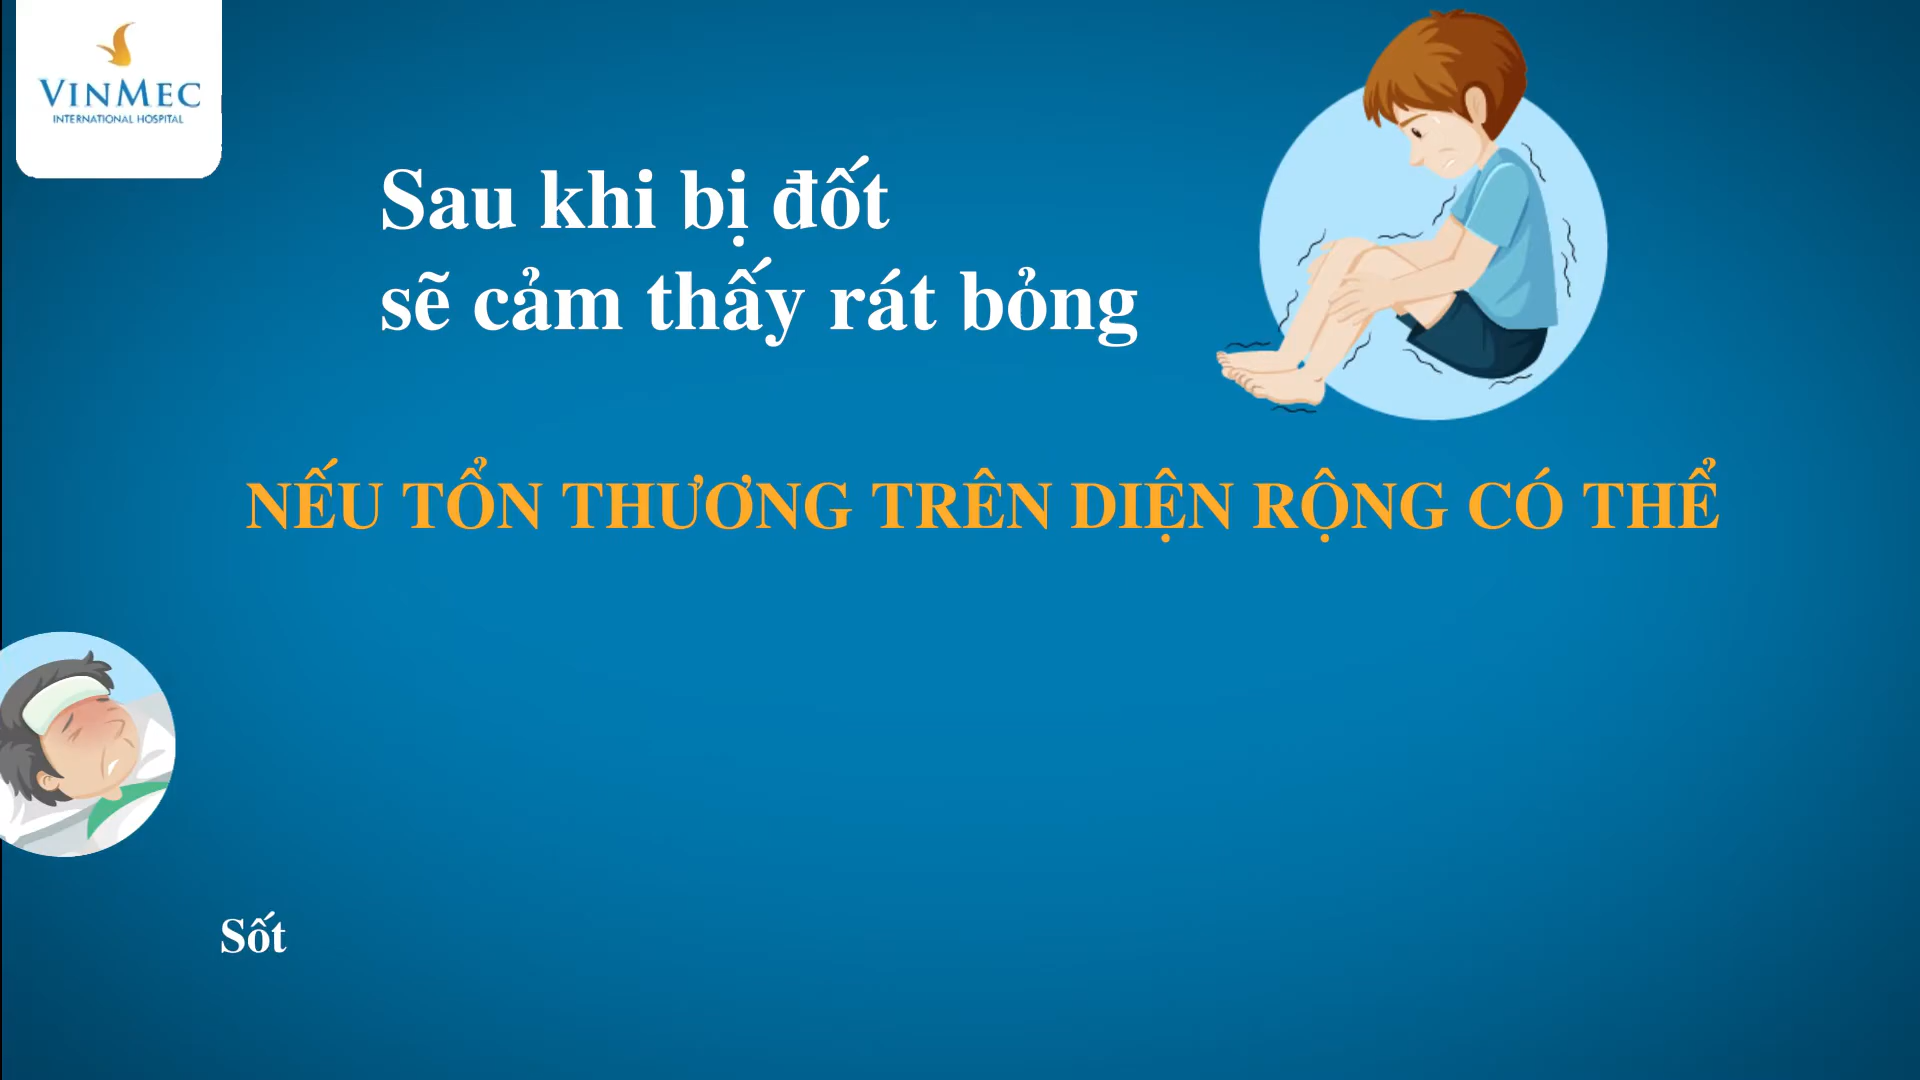 VINMEC
INTERNATIONAL HOSPITAL
Sau khi bị đốt
sẽ cảm thấy rát bỏng
NẾU TỔN THƯƠNG TRÊN DIỆN RỘNG CÓ THỂ
Sốt